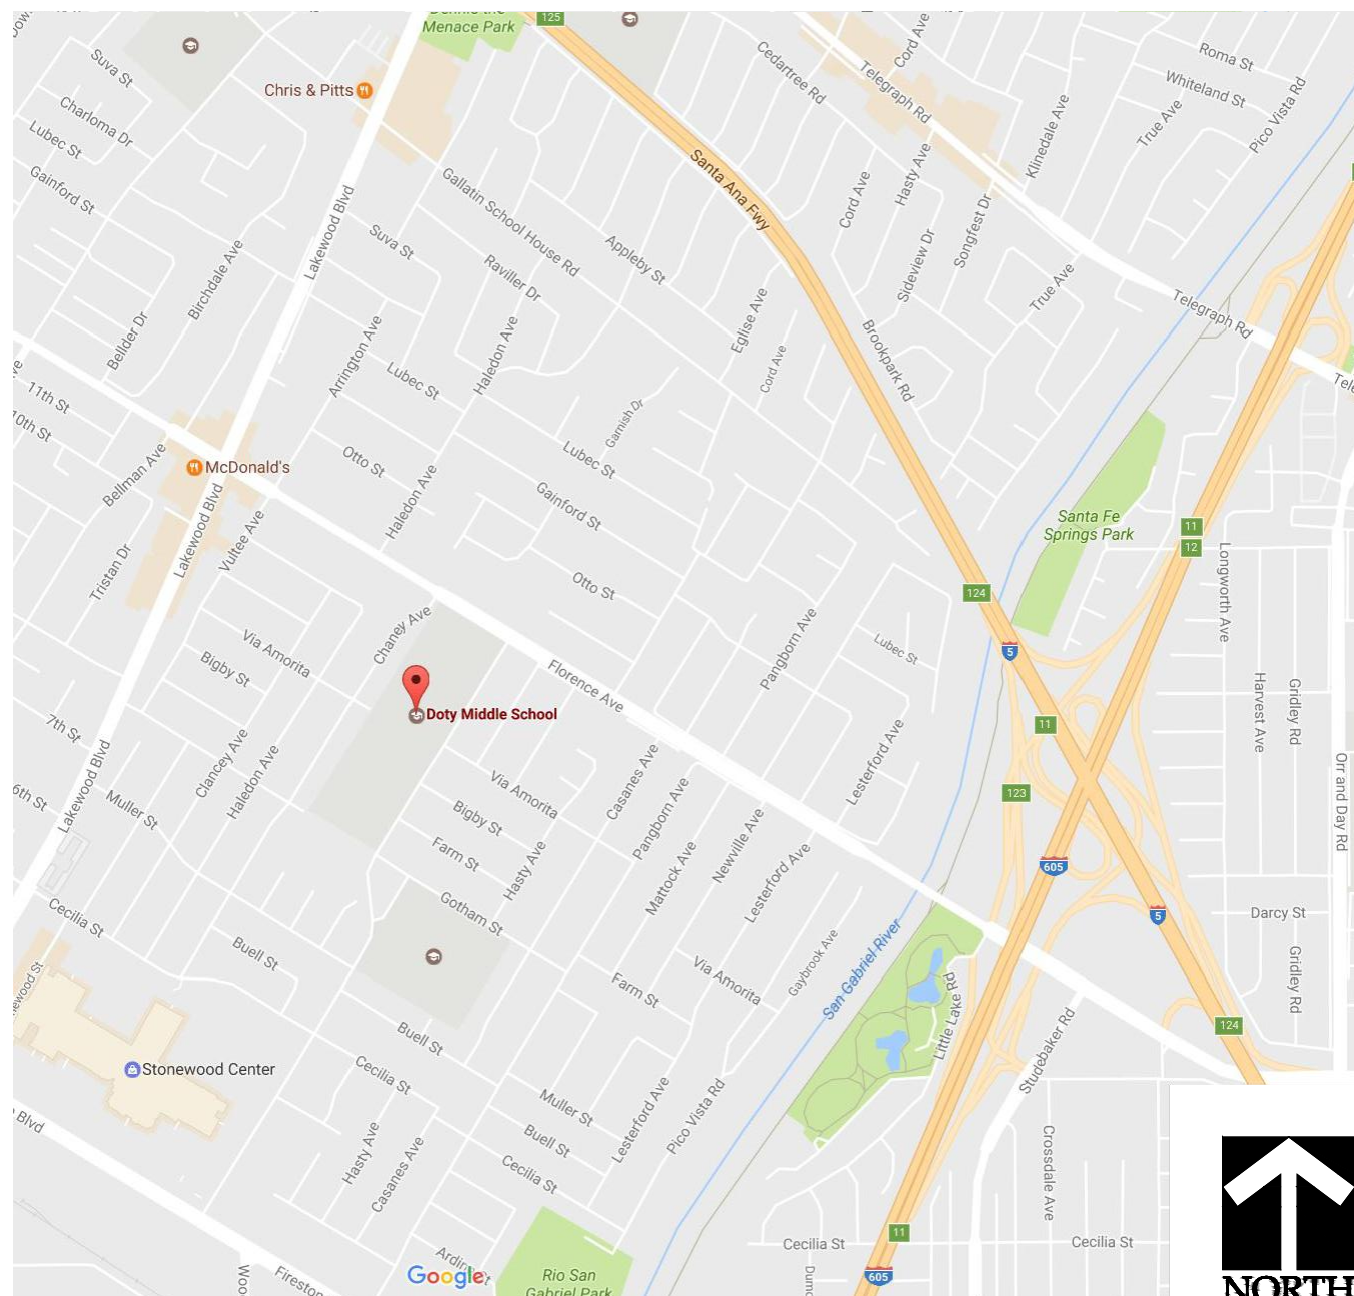 Dennis the
Menace Park
125
Cord Ave
Roma St
Suva St
Cedartree Rd
Telegraph Rd
Whiteland St
Chris & Pitts
Charloma Dr
Klinedale Ave
True Ave
Pico Vista Rd
Lubec St
Gainford St
Gallatin School House Rd
Santa Ana Fwy
Cord Ave
Hasty Ave
Lakewood Blvd
Suva St
Appleby St
Songfest Dr
Birchdale Ave
Raviller Dr
Sideview Dr
True Ave
Telegraph Rd
Bellder Dr
Arrington Ave
Haledon Ave
Eglise Ave
Cord Ave
Brookpark Rd
Lubec St
11th St
10th St
Garnish Dr
Otto St
Lubec St
McDonald's
Bellman Ave
Haledon Ave
Gainford St
Santa Fe
Springs Park
11
12
Lakewood Blvd
Vultee Ave
Tristan Dr
Otto St
124
Longworth Ave
Chaney Ave
Via Amorita
Bigby St
Pangborn Ave
Lubec St
5
Florence Ave
Doty Middle School
Harvest Ave
Gridley Rd
7th St
11
Clancey Ave
Haledon Ave
Lakewood Blvd
Via Amorita
Casanes Ave
Lesterford Ave
123
Orr and Day Rd
6th St
Muller St
Bigby St
Pangborn Ave
Farm St
Hasty Ave
Mattock Ave
Newville Ave
Lesterford Ave
605
Gotham St
Cecilia St
5
Darcy St
Buell St
San Gabriel River
Gaybrook Ave
Via Amorita
Farm St
Gridley Rd
Little Lake Rd
Studebaker Rd
124
Buell St
Stonewood Center
Cecilia St
Muller St
Lesterford Ave
Pico Vista Rd
Blvd
Hasty Ave
Casanes Ave
Buell St
Cecilia St
Crossdale Ave
11
Cecilia St
Cecilia St
Google
Rio San
Gabriel Park
605
NORTH